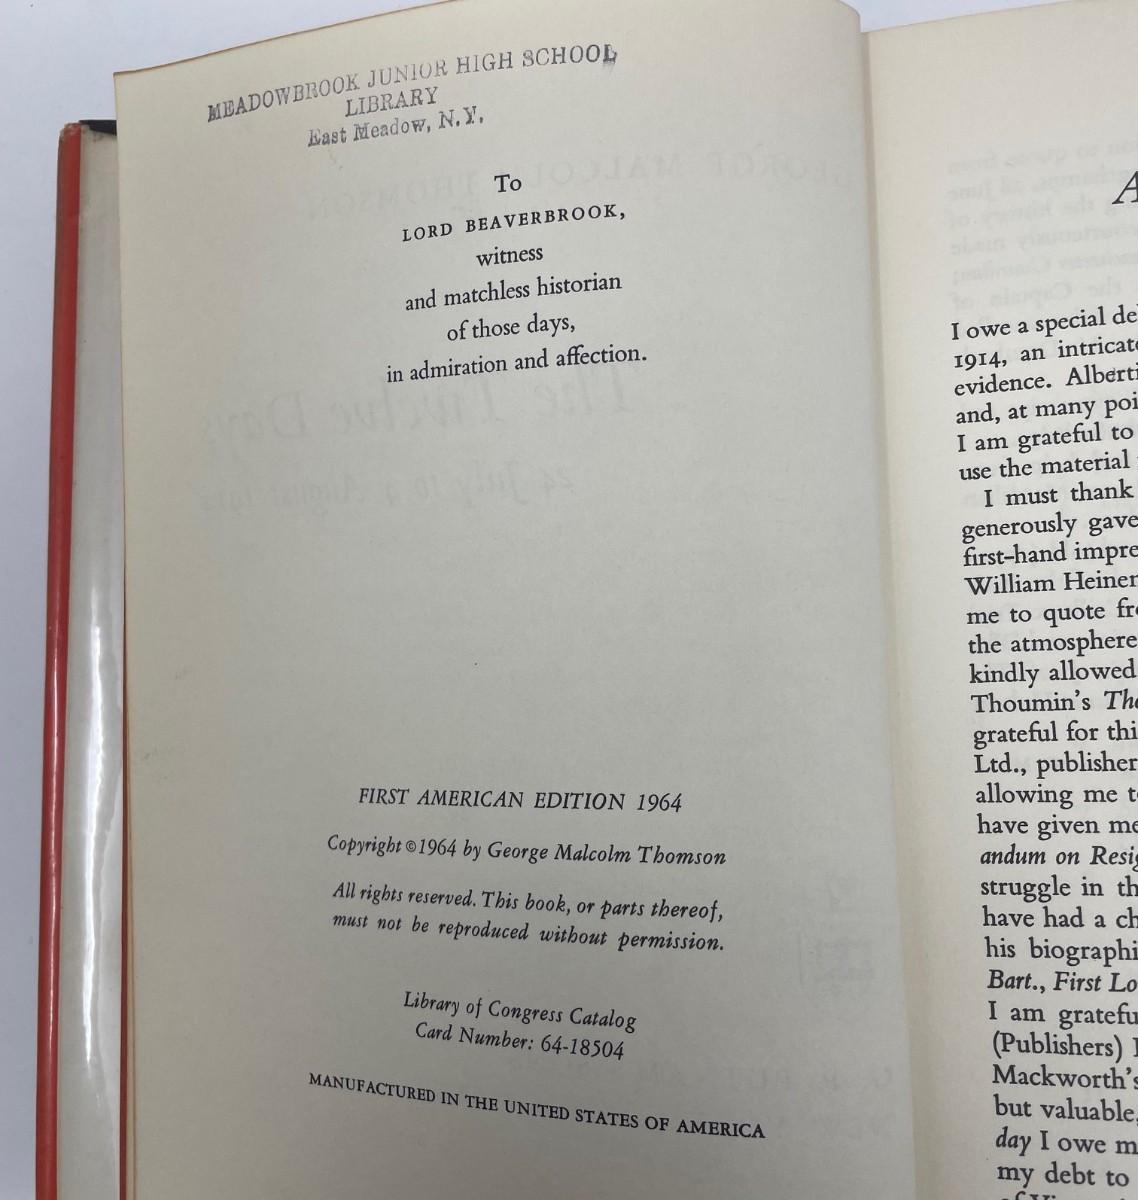 MEADOWBROOK JUNIOR HIGH SCHOOL
LIBRARY
East Meadow, N.Y.
To
LORD BEAVERBROOK,
witness
and matchless historian
of those days,
in admiration and affection.
FIRST AMERICAN EDITION 1964
Copyright © 1964 by George Malcolm Thomson
All rights reserved. This book, or parts thereof,
must not be reproduced without permission.
Library of Congress Catalog
Card Number: 64-18504
MANUFACTURED IN THE UNITED STATES OF AMERICA
A
I owe a special de
1914, an intricat
evidence. Alberti
and, at many poi
I am grateful to
use the material
I must thank
generously gave
first-hand impre
William Heiner
me to quote fr
the atmosphere
kindly allowed
Thoumin's The
grateful for thi
Ltd., publisher
allowing me t
have given me
andum on Resig
struggle in th
have had a ch
his biographi
Bart., First Lo
I am gratefu
(Publishers)
Mackworth's
but valuable,
day I owe m
my debt to